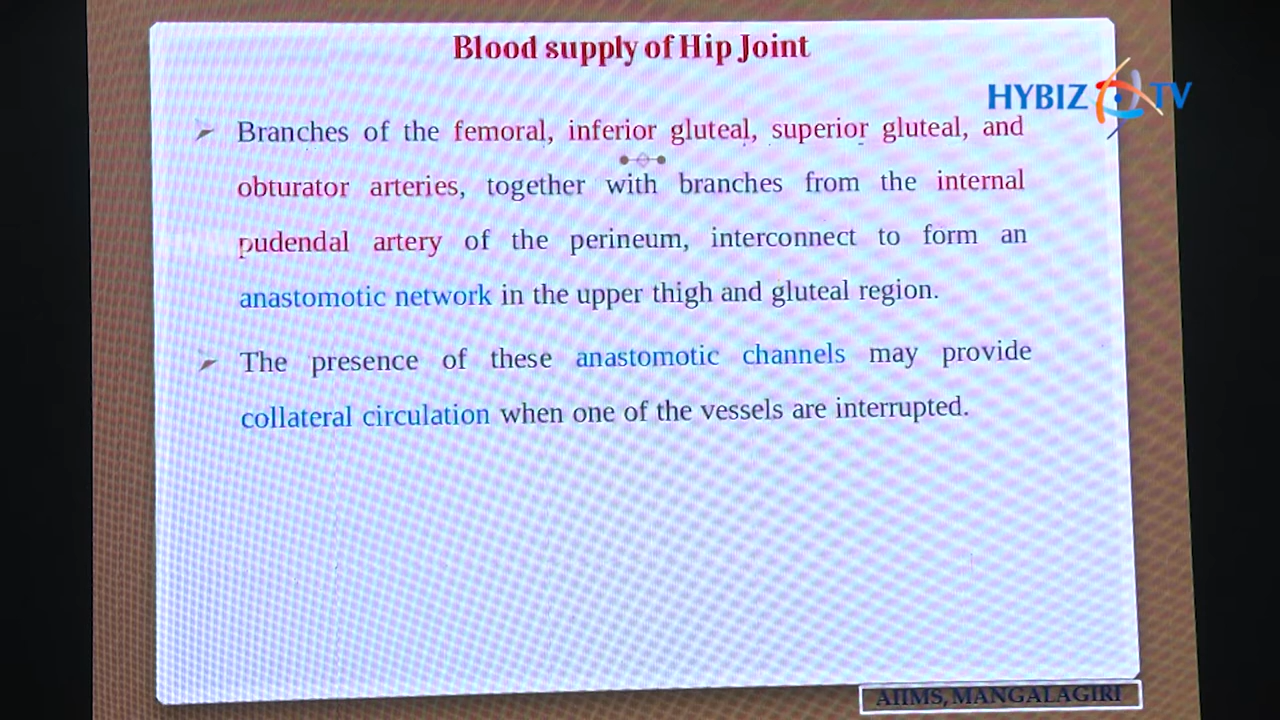 Blood supply of Hip Joint
HYBIZ TV
➢ Branches of the femoral, inferior gluteal, superior gluteal, and
obturator arteries, together with branches from the internal
pudendal artery of the perineum, interconnect to form an
anastomotic network in the upper thigh and gluteal region.
➢ The presence of these anastomotic channels may provide
collateral circulation when one of the vessels are interrupted.
AIIMS, MANGALAGIRI